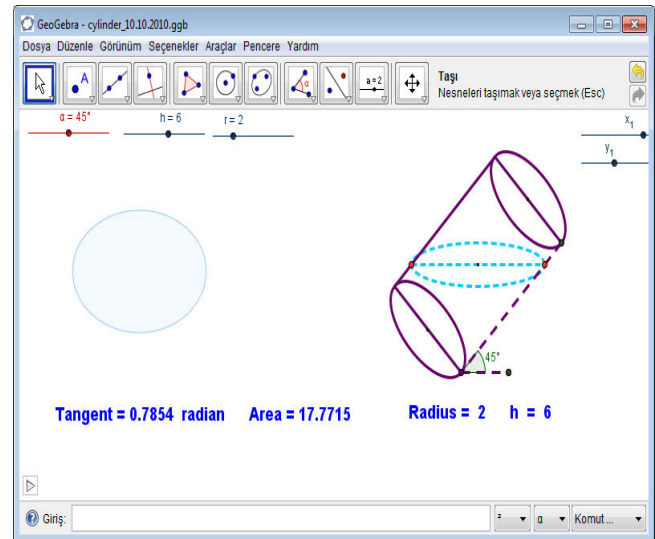 GeoGebra - cylinder_10.10.2010.ggb
Dosya Düzenle Görünüm Seçenekler Araçlar Pencere Yardım
A α a=2 Taşı
Nesneleri taşımak veya seçmek (Esc)
α = 45° h = 6 r = 2 x₁
y₁
45°
Tangent = 0.7854 radian Area = 17.7715 Radius = 2 h = 6
Giriş: ² α Komut ...